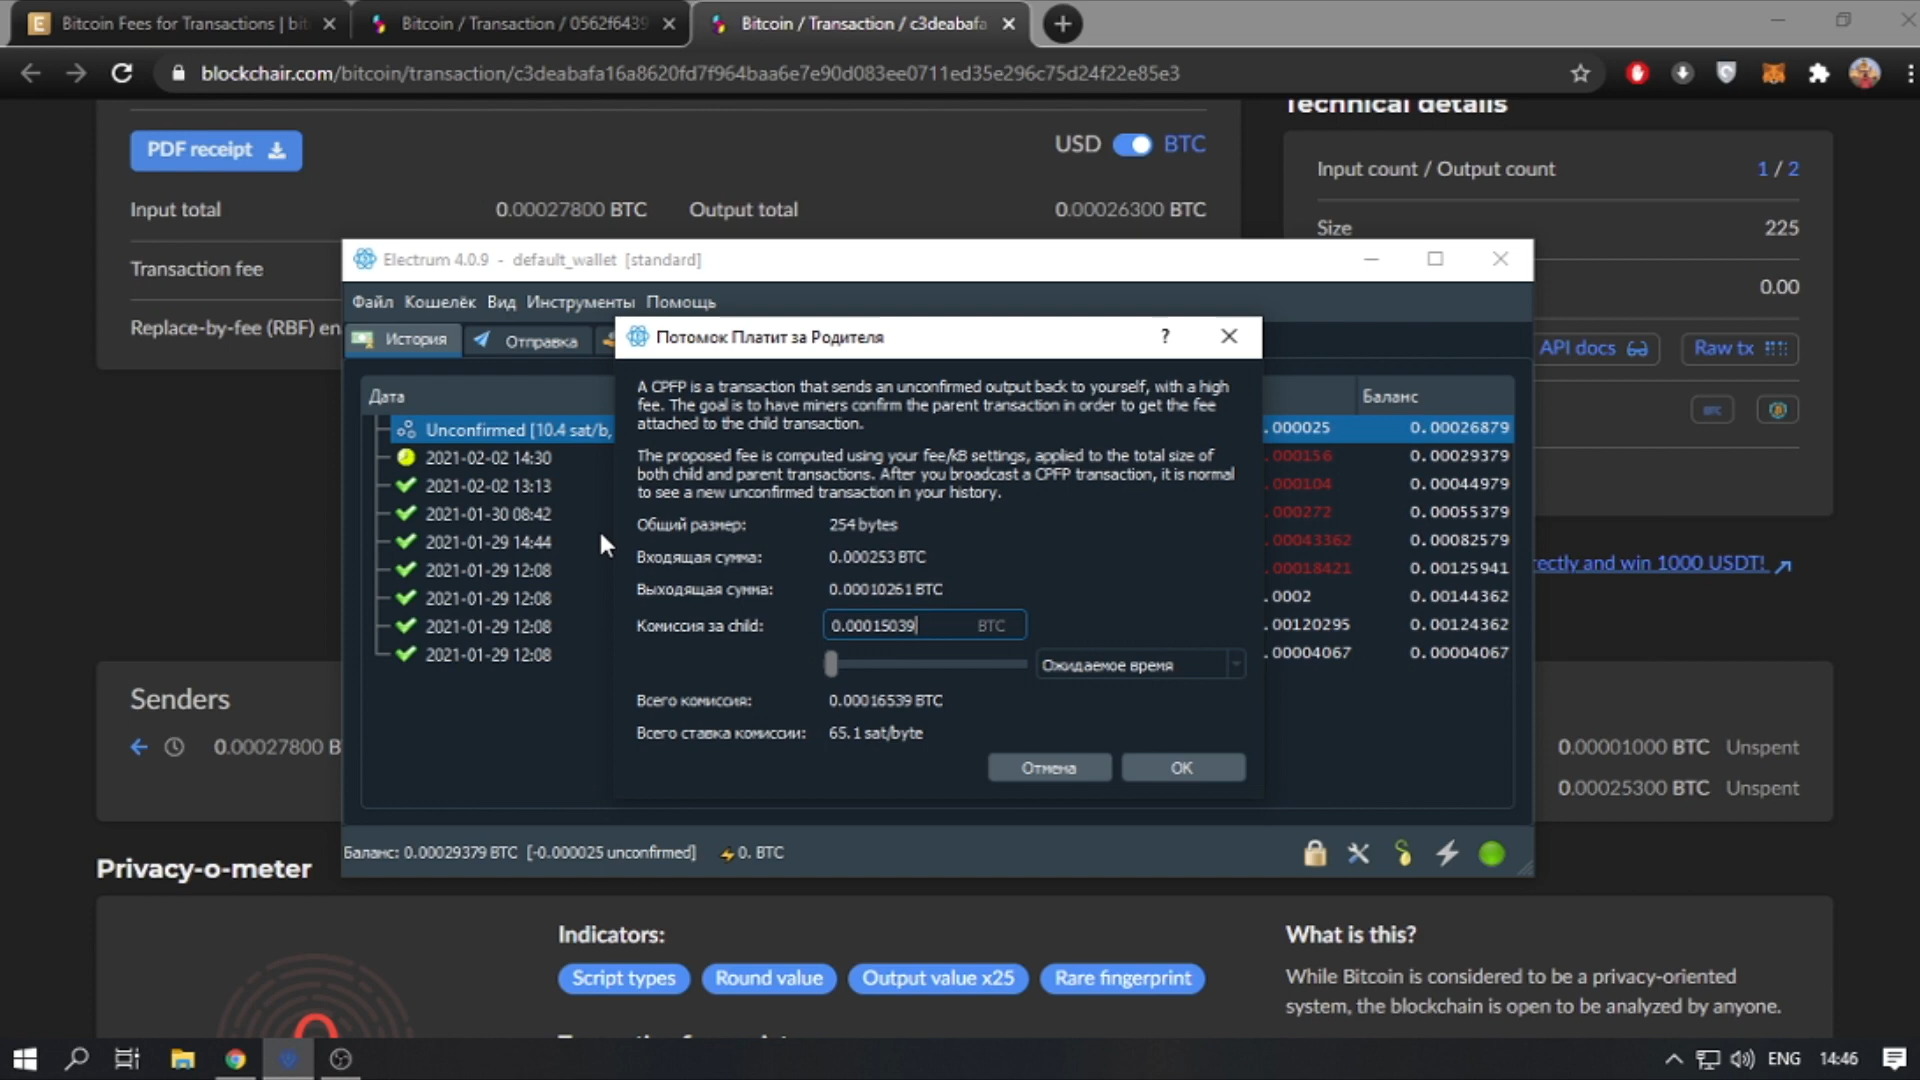 Bitcoin Fees for Transactions | bit
Bitcoin / Transaction / 0562f6439
Bitcoin / Transaction / c3deabafa
blockchair.com/bitcoin/transaction/c3deabafa16a8620fd7f964baa6e7e90d083ee0711ed35e296c75d24f22e85e3
Technical details
PDF receipt
USD BTC
Input count / Output count 1 / 2
Input total 0.00027800 BTC Output total 0.00026300 BTC
Size 225
Transaction fee
0.00
Replace-by-fee (RBF) en
API docs
Raw tx
Electrum 4.0.9 - default_wallet [standard]
Файл Кошелёк Вид Инструменты Помощь
История
Отправка
Дата
Баланс
Unconfirmed [10.4 sat/b, .000025 0.00026879
2021-02-02 14:30 .000156 0.00029379
2021-02-02 13:13 .000104 0.00044979
2021-01-30 08:42 .000272 0.00055379
2021-01-29 14:44 .00043362 0.00082579
2021-01-29 12:08 .00018421 0.00125941
2021-01-29 12:08 .0002 0.00144362
2021-01-29 12:08 .00120295 0.00124362
2021-01-29 12:08 .00004067 0.00004067
Потомок Платит за Родителя ?
A CPFP is a transaction that sends an unconfirmed output back to yourself, with a high
fee. The goal is to have miners confirm the parent transaction in order to get the fee
attached to the child transaction.
The proposed fee is computed using your fee/kB settings, applied to the total size of
both child and parent transactions. After you broadcast a CPFP transaction, it is normal
to see a new unconfirmed transaction in your history.
Общий размер: 254 bytes
Входящая сумма: 0.000253 BTC
Выходящая сумма: 0.00010261 BTC
Комиссия за child: 0.00015039 BTC
Ожидаемое время
Всего комиссия: 0.00016539 BTC
Всего ставка комиссии: 65.1 sat/byte
Отмена
OK
Баланс: 0.00029379 BTC [-0.000025 unconfirmed] 0. BTC
rectly and win 1000 USDT!
Senders
0.00027800 B
0.00001000 BTC Unspent
0.00025300 BTC Unspent
Privacy-o-meter
Indicators:
Script types
Round value
Output value x25
Rare fingerprint
What is this?
While Bitcoin is considered to be a privacy-oriented
system, the blockchain is open to be analyzed by anyone.
ENG 14:46